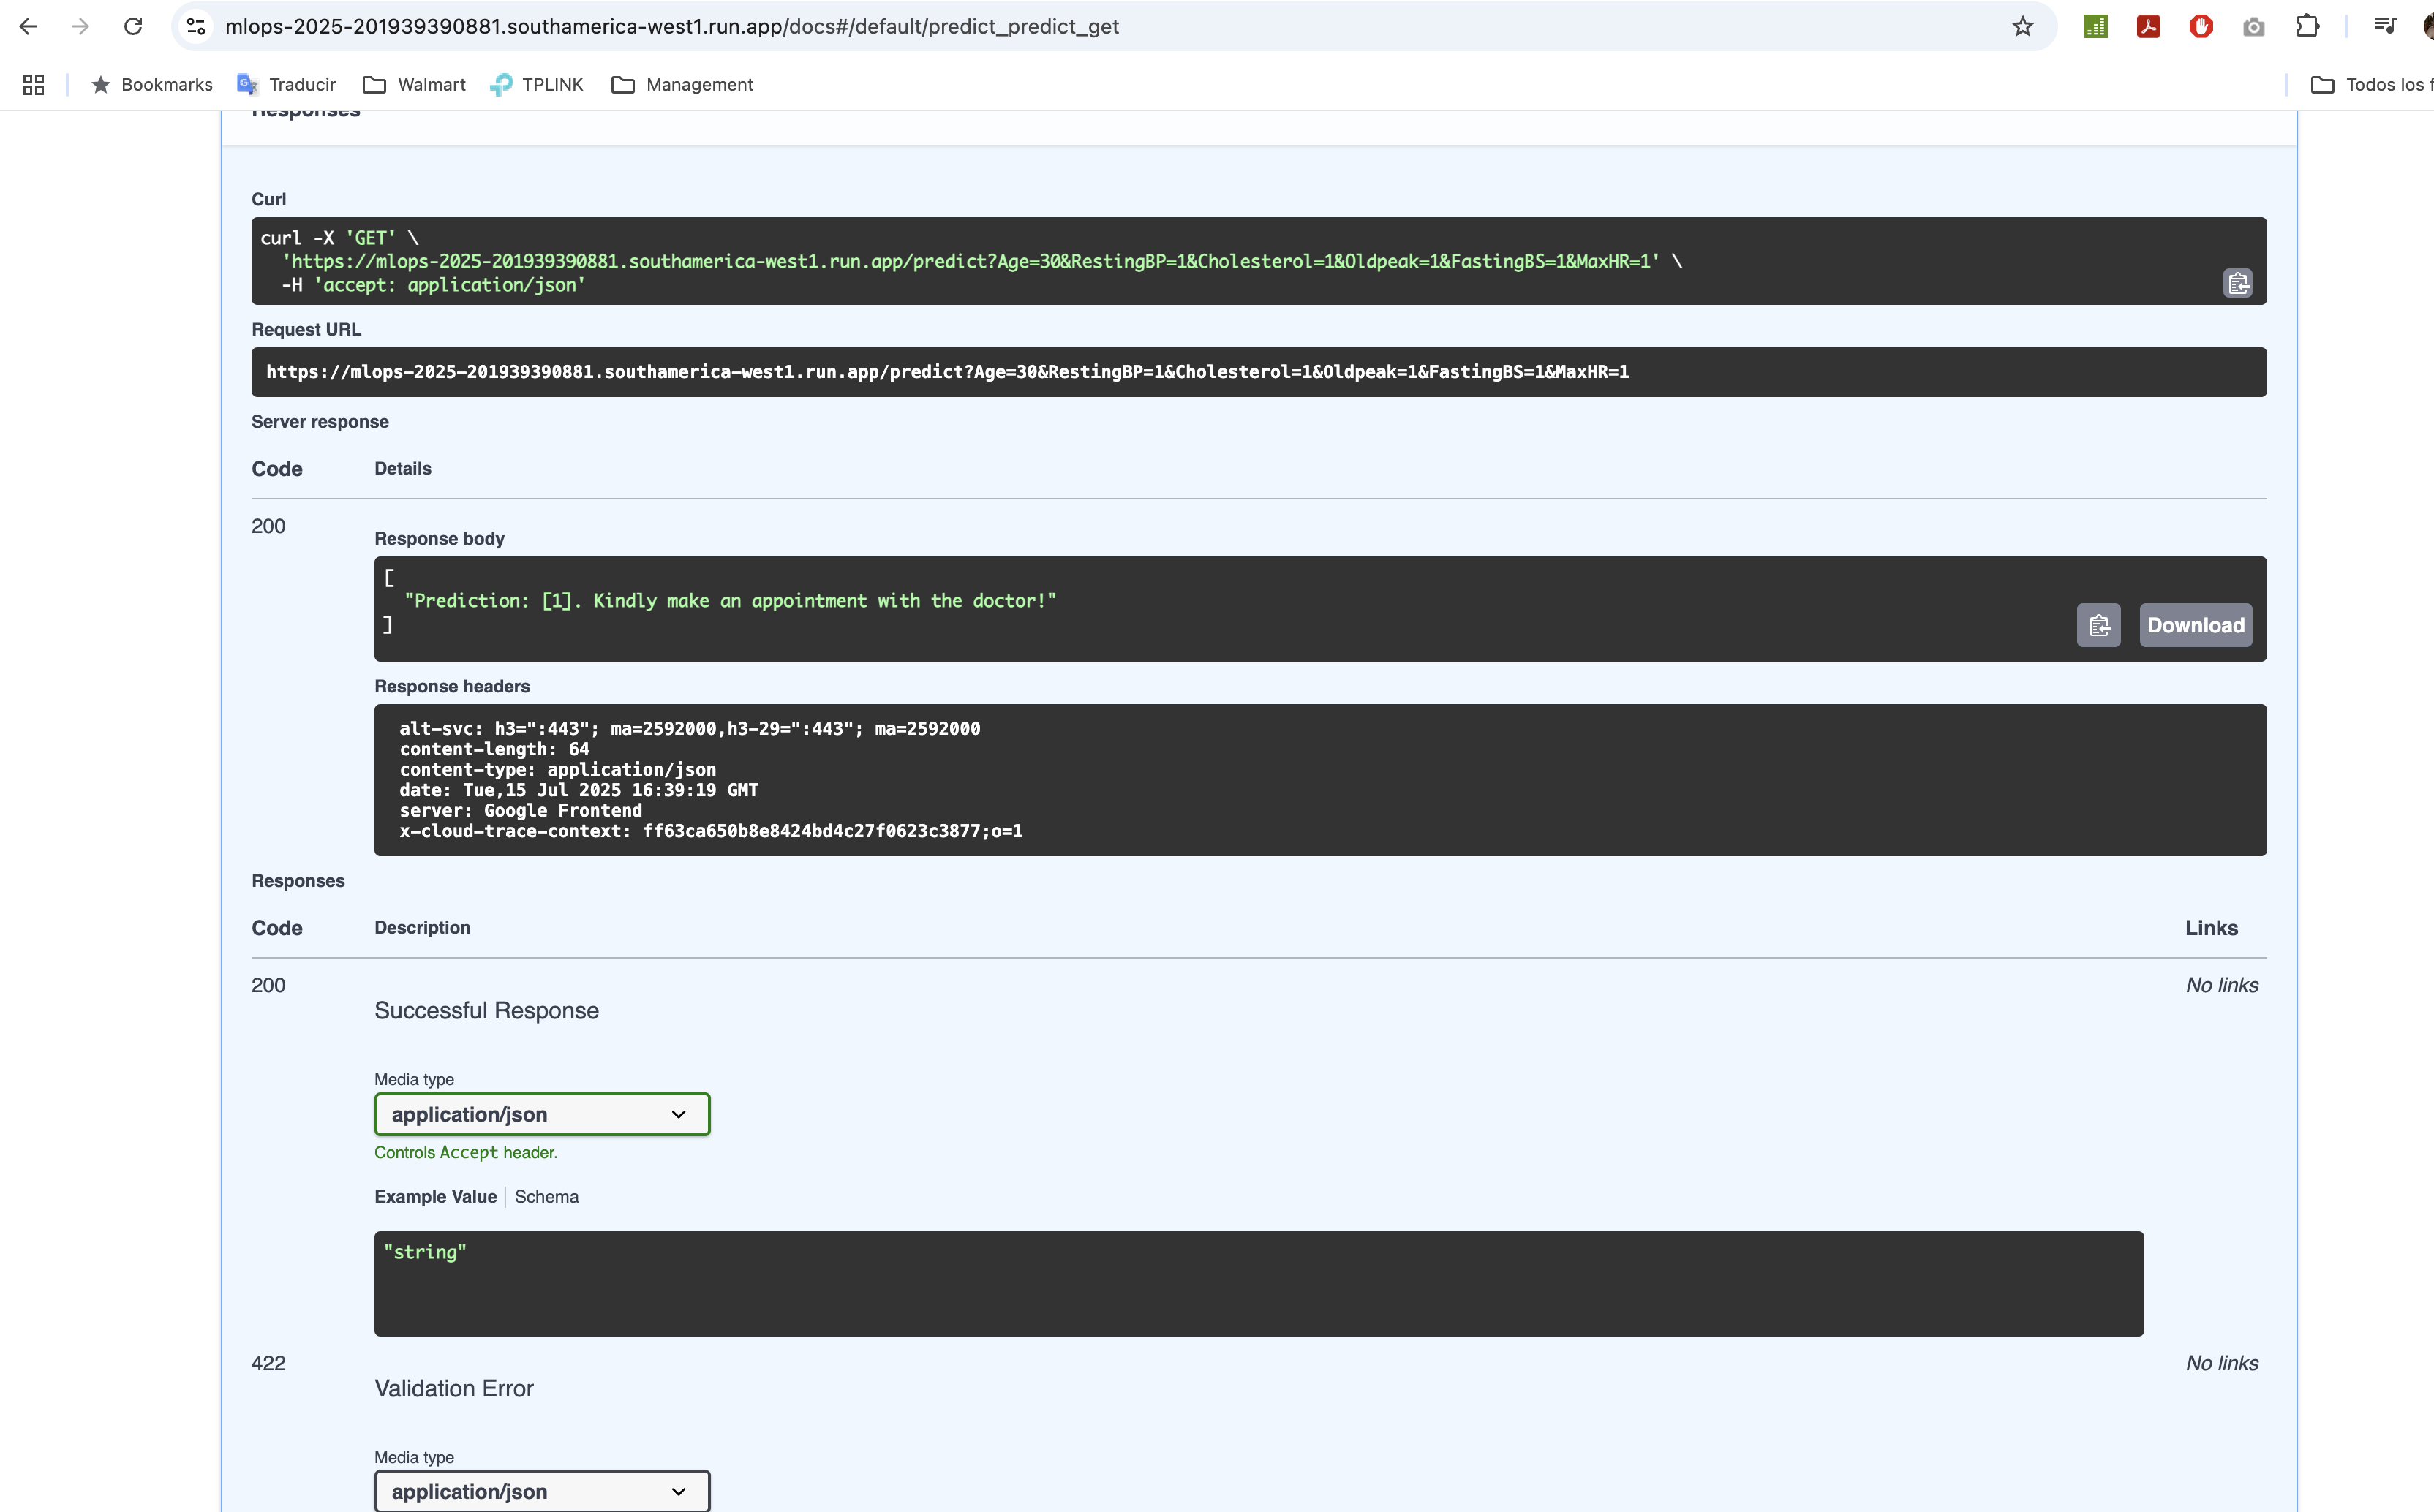 mlops-2025-201939390881.southamerica-west1.run.app/docs#/default/predict_predict_get
Bookmarks Traducir Walmart TPLINK Management Todos los f
Responses
Curl
curl -X 'GET' \
'https://mlops-2025-201939390881.southamerica-west1.run.app/predict?Age=30&RestingBP=1&Cholesterol=1&Oldpeak=1&FastingBS=1&MaxHR=1' \
-H 'accept: application/json'
Request URL
https://mlops-2025-201939390881.southamerica-west1.run.app/predict?Age=30&RestingBP=1&Cholesterol=1&Oldpeak=1&FastingBS=1&MaxHR=1
Server response
Code Details
200
Response body
[
"Prediction: [1]. Kindly make an appointment with the doctor!"
]
Download
Response headers
alt-svc: h3=":443"; ma=2592000,h3-29=":443"; ma=2592000
content-length: 64
content-type: application/json
date: Tue,15 Jul 2025 16:39:19 GMT
server: Google Frontend
x-cloud-trace-context: ff63ca650b8e8424bd4c27f0623c3877;o=1
Responses
Code Description Links
200 No links
Successful Response
Media type
application/json
Controls Accept header.
Example Value Schema
"string"
422 No links
Validation Error
Media type
application/json